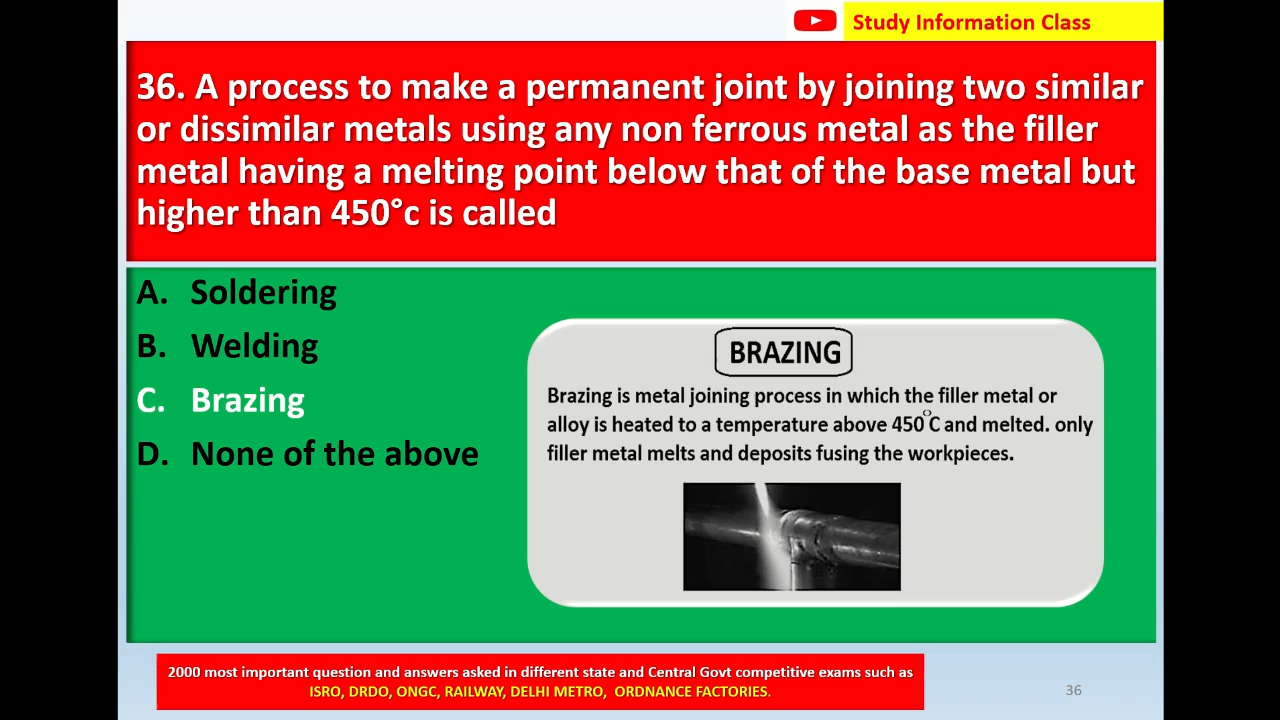 Study Information Class
36. A process to make a permanent joint by joining two similar
or dissimilar metals using any non ferrous metal as the filler
metal having a melting point below that of the base metal but
higher than 450°c is called
A. Soldering
B. Welding
C. Brazing
D. None of the above
BRAZING
Brazing is metal joining process in which the filler metal or
alloy is heated to a temperature above 450°C and melted. only
filler metal melts and deposits fusing the workpieces.
2000 most important question and answers asked in different state and Central Govt competitive exams such as
ISRO, DRDO, ONGC, RAILWAY, DELHI METRO, ORDNANCE FACTORIES.
36